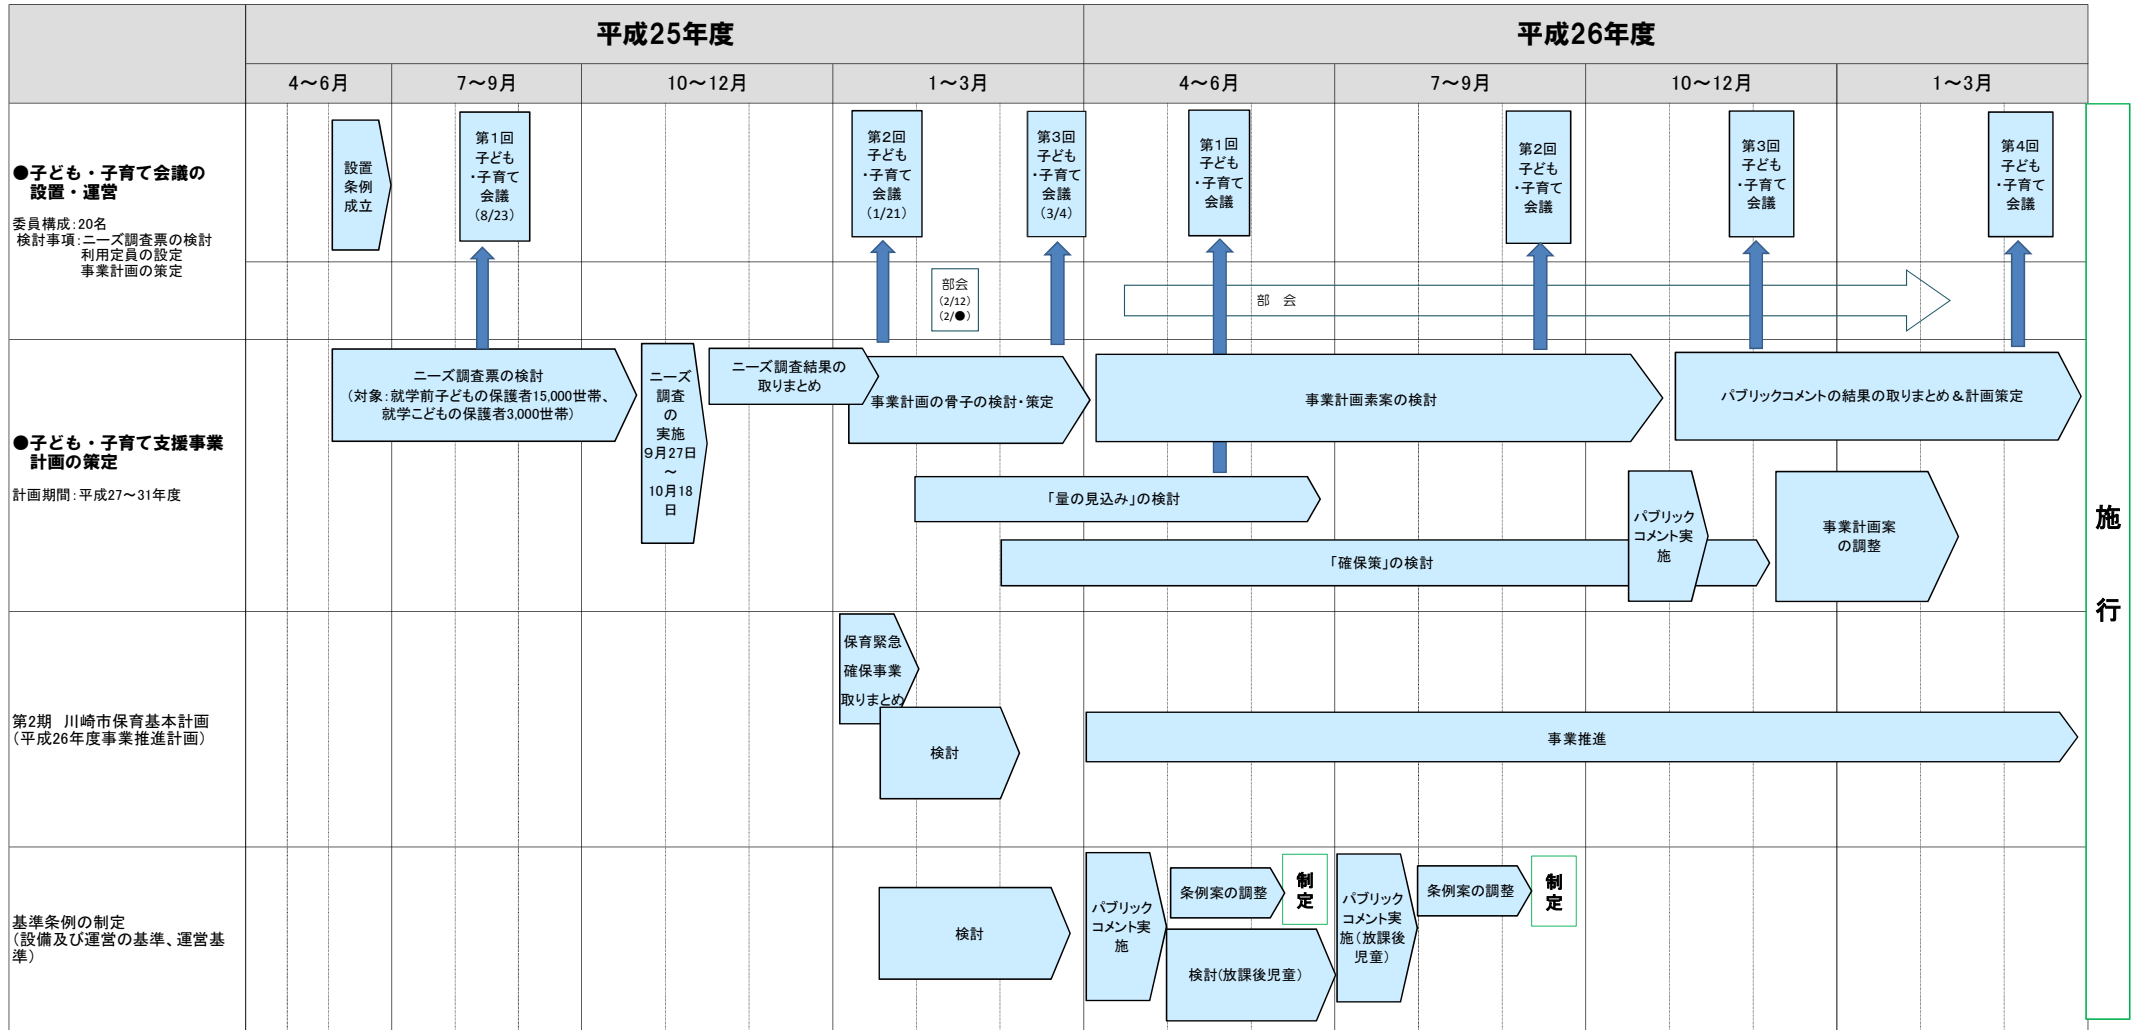 平成25年度
平成26年度
4～6月
7～9月
10～12月
1～3月
4～6月
7～9月
10～12月
1～3月
●子ども・子育て会議の
設置・運営
委員構成:20名
検討事項:ニーズ調査票の検討
利用定員の設定
事業計画の策定
設置
条例
成立
第1回
子ども
・子育て
会議
(8/23)
第2回
子ども
・子育て
会議
(1/21)
第3回
子ども
・子育て
会議
(3/4)
第1回
子ども
・子育て
会議
第2回
子ども
・子育て
会議
第3回
子ども
・子育て
会議
第4回
子ども
・子育て
会議
部会
(2/12)
(2/●)
部 会
●子ども・子育て支援事業
計画の策定
計画期間:平成27～31年度
ニーズ調査票の検討
(対象:就学前子どもの保護者15,000世帯、
就学こどもの保護者3,000世帯)
ニーズ
調査
の
実施
9月27日
～
10月18
日
ニーズ調査結果の
取りまとめ
事業計画の骨子の検討・策定
事業計画素案の検討
パブリックコメントの結果の取りまとめ＆計画策定
「量の見込み」の検討
「確保策」の検討
パブリック
コメント実
施
事業計画案
の調整
第2期 川崎市保育基本計画
(平成26年度事業推進計画)
保育緊急
確保事業
取りまとめ
検討
事業推進
基準条例の制定
(設備及び運営の基準、運営基
準)
検討
パブリック
コメント実
施
条例案の調整
制
定
検討(放課後児童)
パブリック
コメント実
施(放課後
児童)
条例案の調整
制
定
施
行